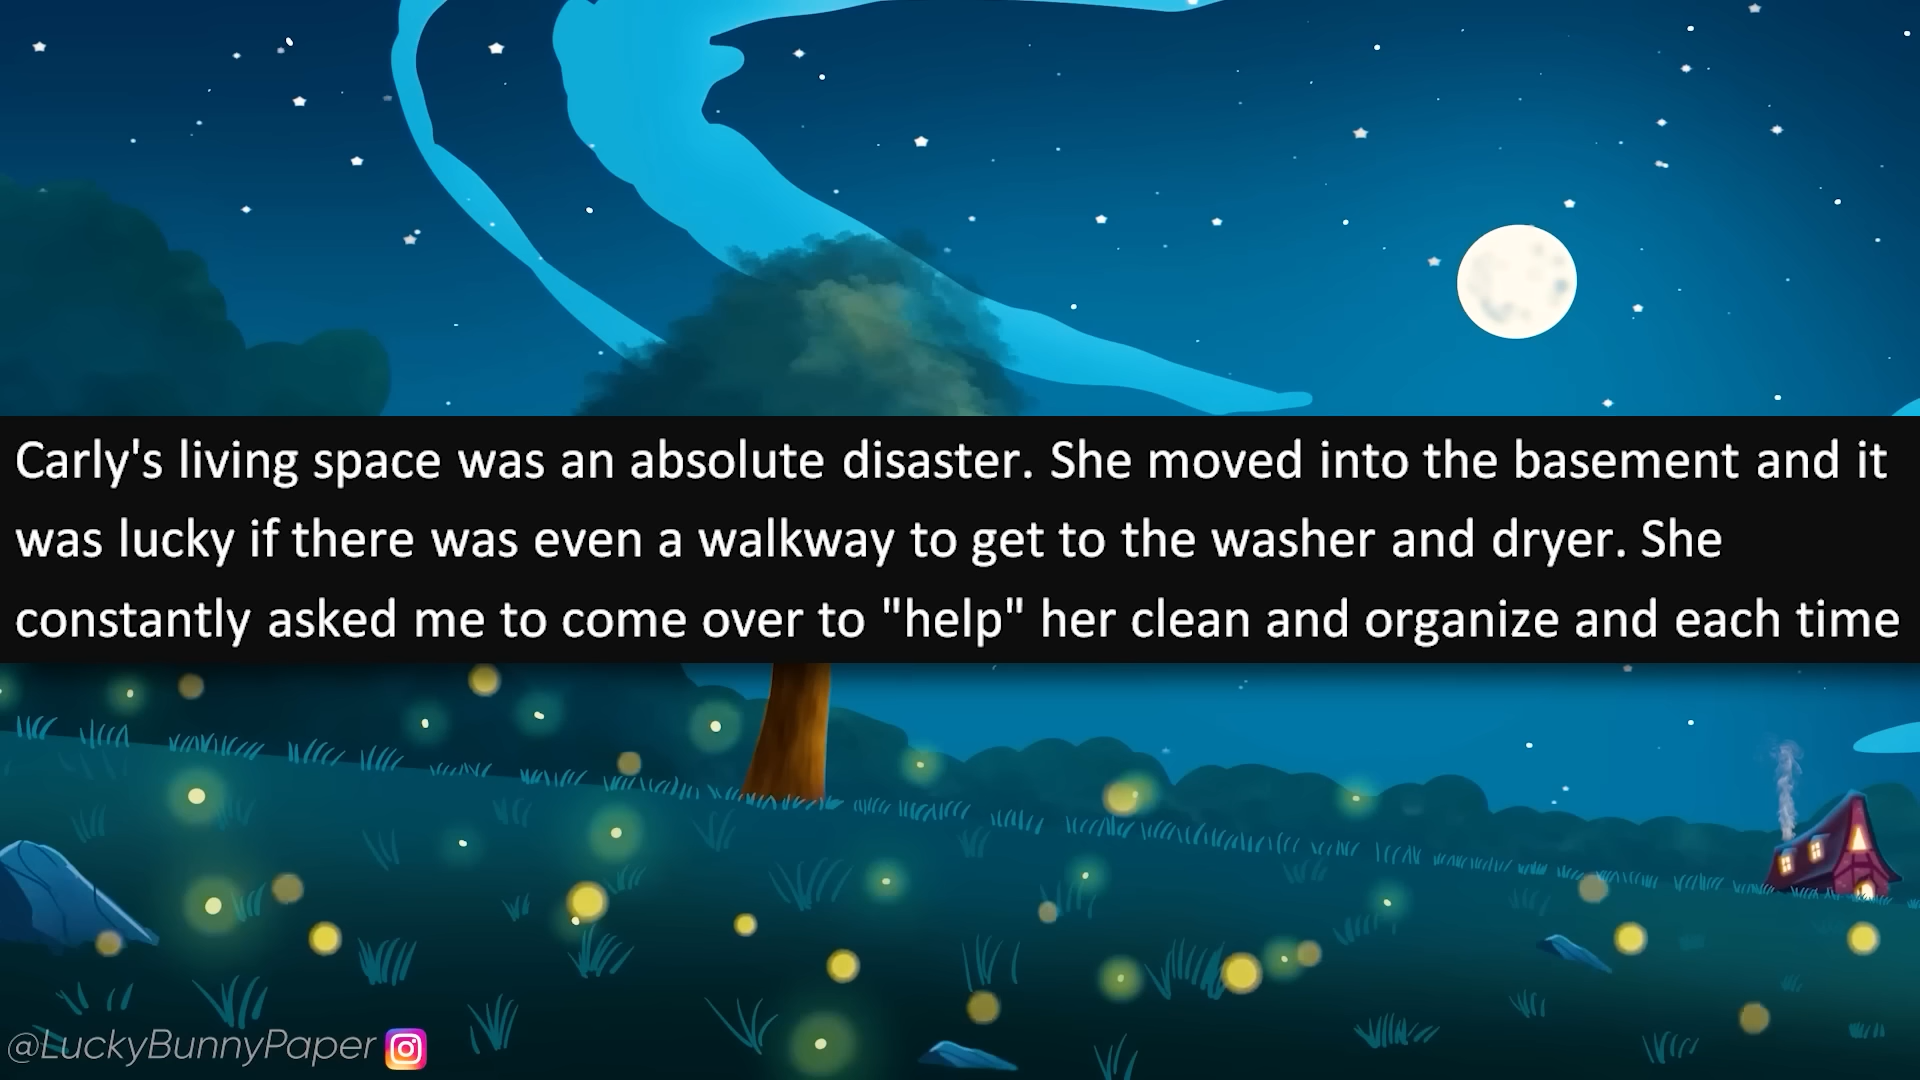 Carly's living space was an absolute disaster. She moved into the basement and it
was lucky if there was even a walkway to get to the washer and dryer. She
constantly asked me to come over to "help" her clean and organize and each time
@LuckyBunnyPaper